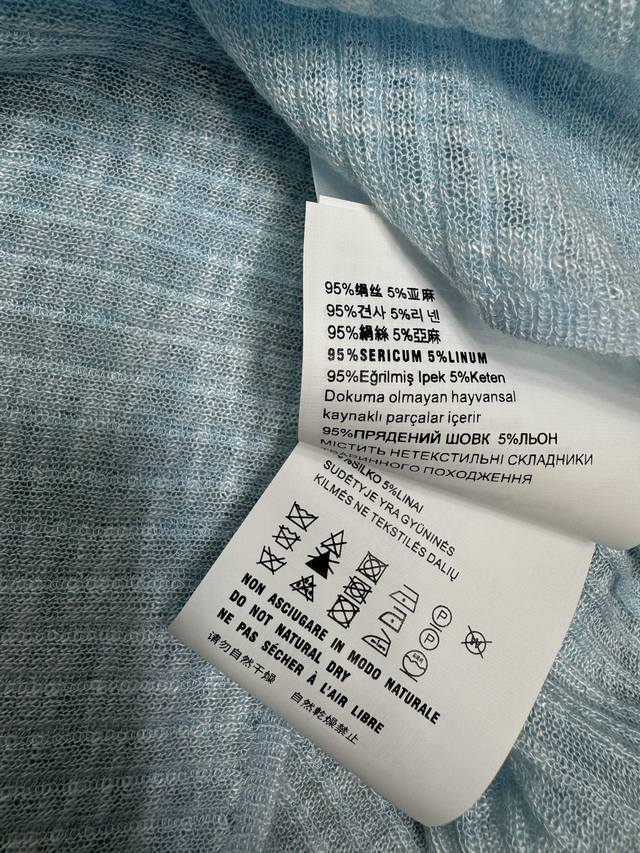 95%绢丝 5%亚麻
95%견사 5%리넨
95%絹絲 5%亞麻
95%SERICUM 5%LINUM
95%Eğrilmiş Ipek 5%Keten
Dokuma olmayan hayvansal
kaynaklı parçalar içerir
95%ПРЯДЕНИЙ ШОВК 5%ЛЬОН
МІСТИТЬ НЕТЕКСТИЛЬНІ СКЛАДНИКИ
ТВАРИННОГО ПОХОДЖЕННЯ
95%ŠILKO 5%LINAI
SUDĖTYJE YRA GYŪNINĖS
KILMĖS NE TEKSTILĖS DALIŲ
P
P
NON ASCIUGARE IN MODO NATURALE
DO NOT NATURAL DRY
NE PAS SÉCHER À L'AIR LIBRE
请勿自然干燥 自然乾燥禁止